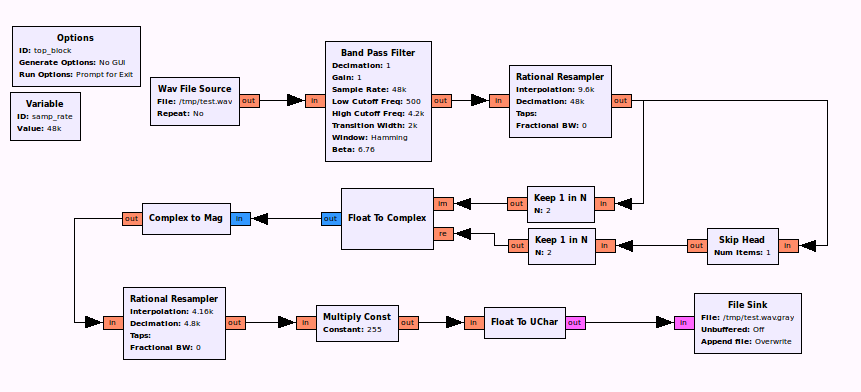 Options
ID: top_block
Generate Options: No GUI
Run Options: Prompt for Exit
Variable
ID: samp_rate
Value: 48k
Wav File Source
File: /tmp/test.wav
Repeat: No
out
in
Band Pass Filter
Decimation: 1
Gain: 1
Sample Rate: 48k
Low Cutoff Freq: 500
High Cutoff Freq: 4.2k
Transition Width: 2k
Window: Hamming
Beta: 6.76
out
in
Rational Resampler
Interpolation: 9.6k
Decimation: 48k
Taps:
Fractional BW: 0
out
out
Complex to Mag
in
out
Float To Complex
im
re
out
Keep 1 in N
N: 2
in
out
Keep 1 in N
N: 2
in
out
Skip Head
Num Items: 1
in
in
Rational Resampler
Interpolation: 4.16k
Decimation: 4.8k
Taps:
Fractional BW: 0
out
in
Multiply Const
Constant: 255
out
in
Float To UChar
out
in
File Sink
File: /tmp/test.wav.gray
Unbuffered: Off
Append file: Overwrite